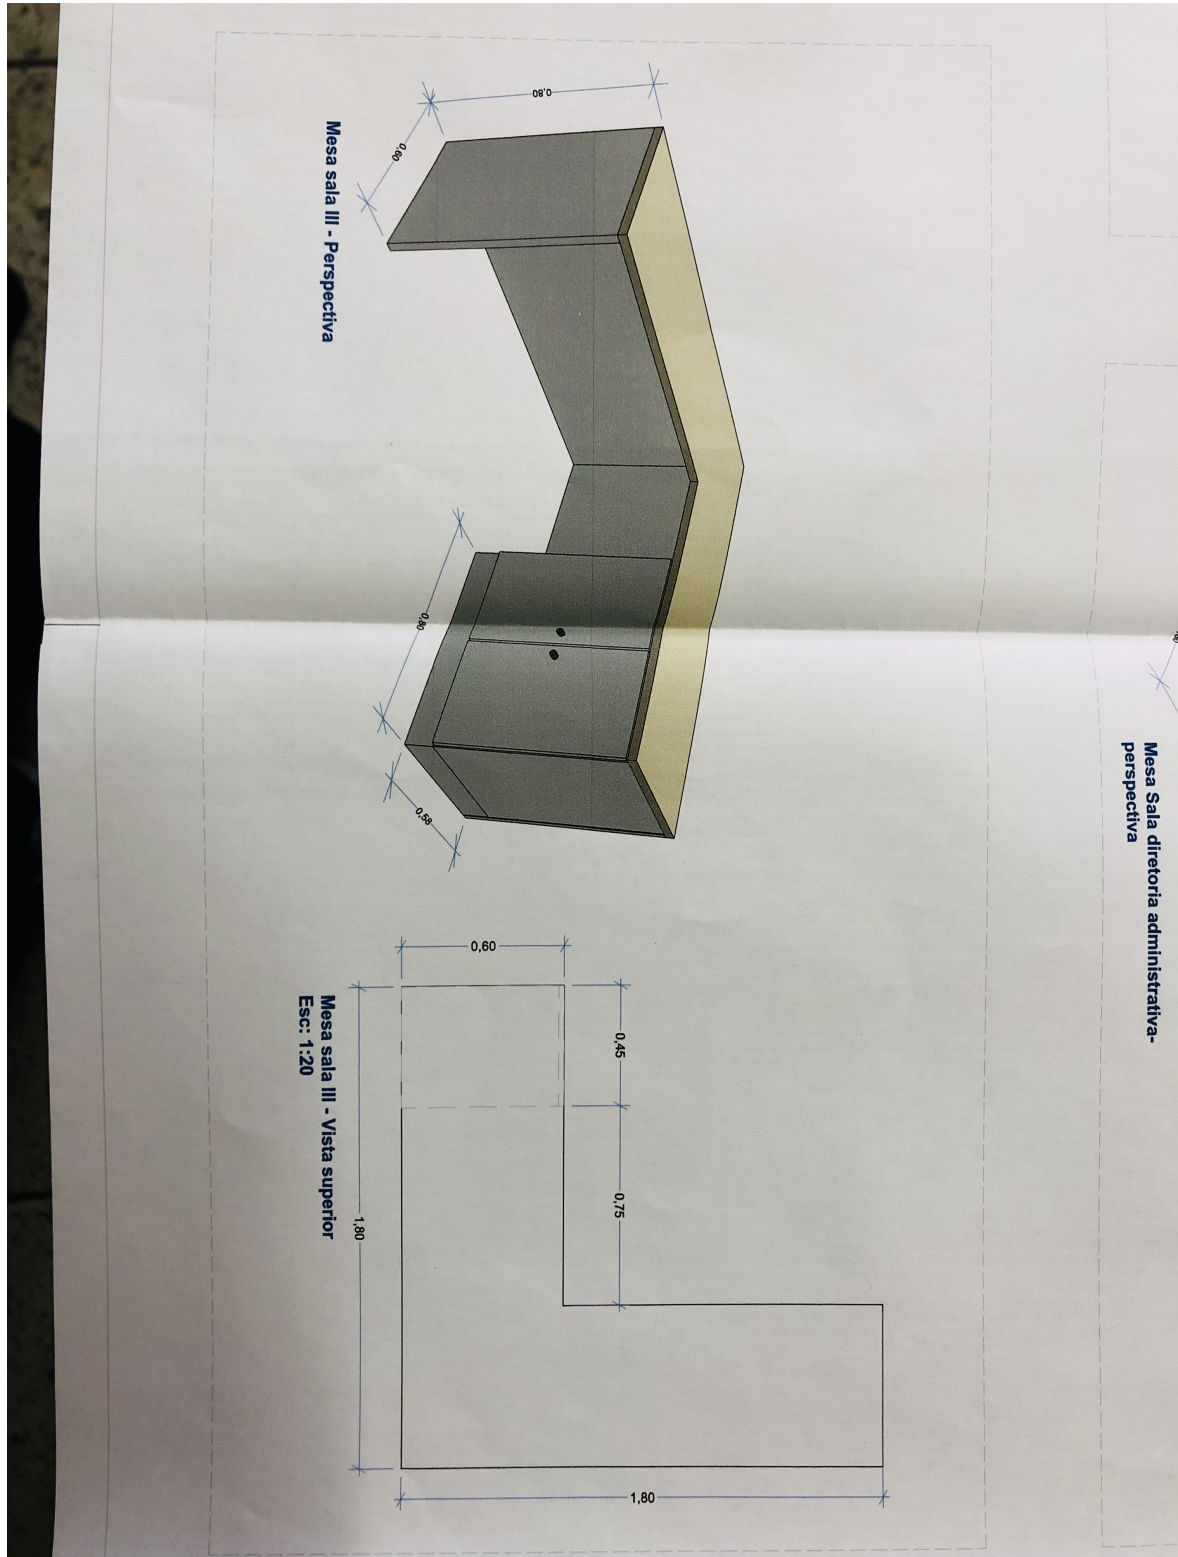 Mesa Sala diretoria administrativa-
perspectiva
0,80
0,60
0,80
0,58
Mesa sala III - Perspectiva
0,60
0,45
0,75
1,80
1,80
Mesa sala III - Vista superior
Esc: 1:20